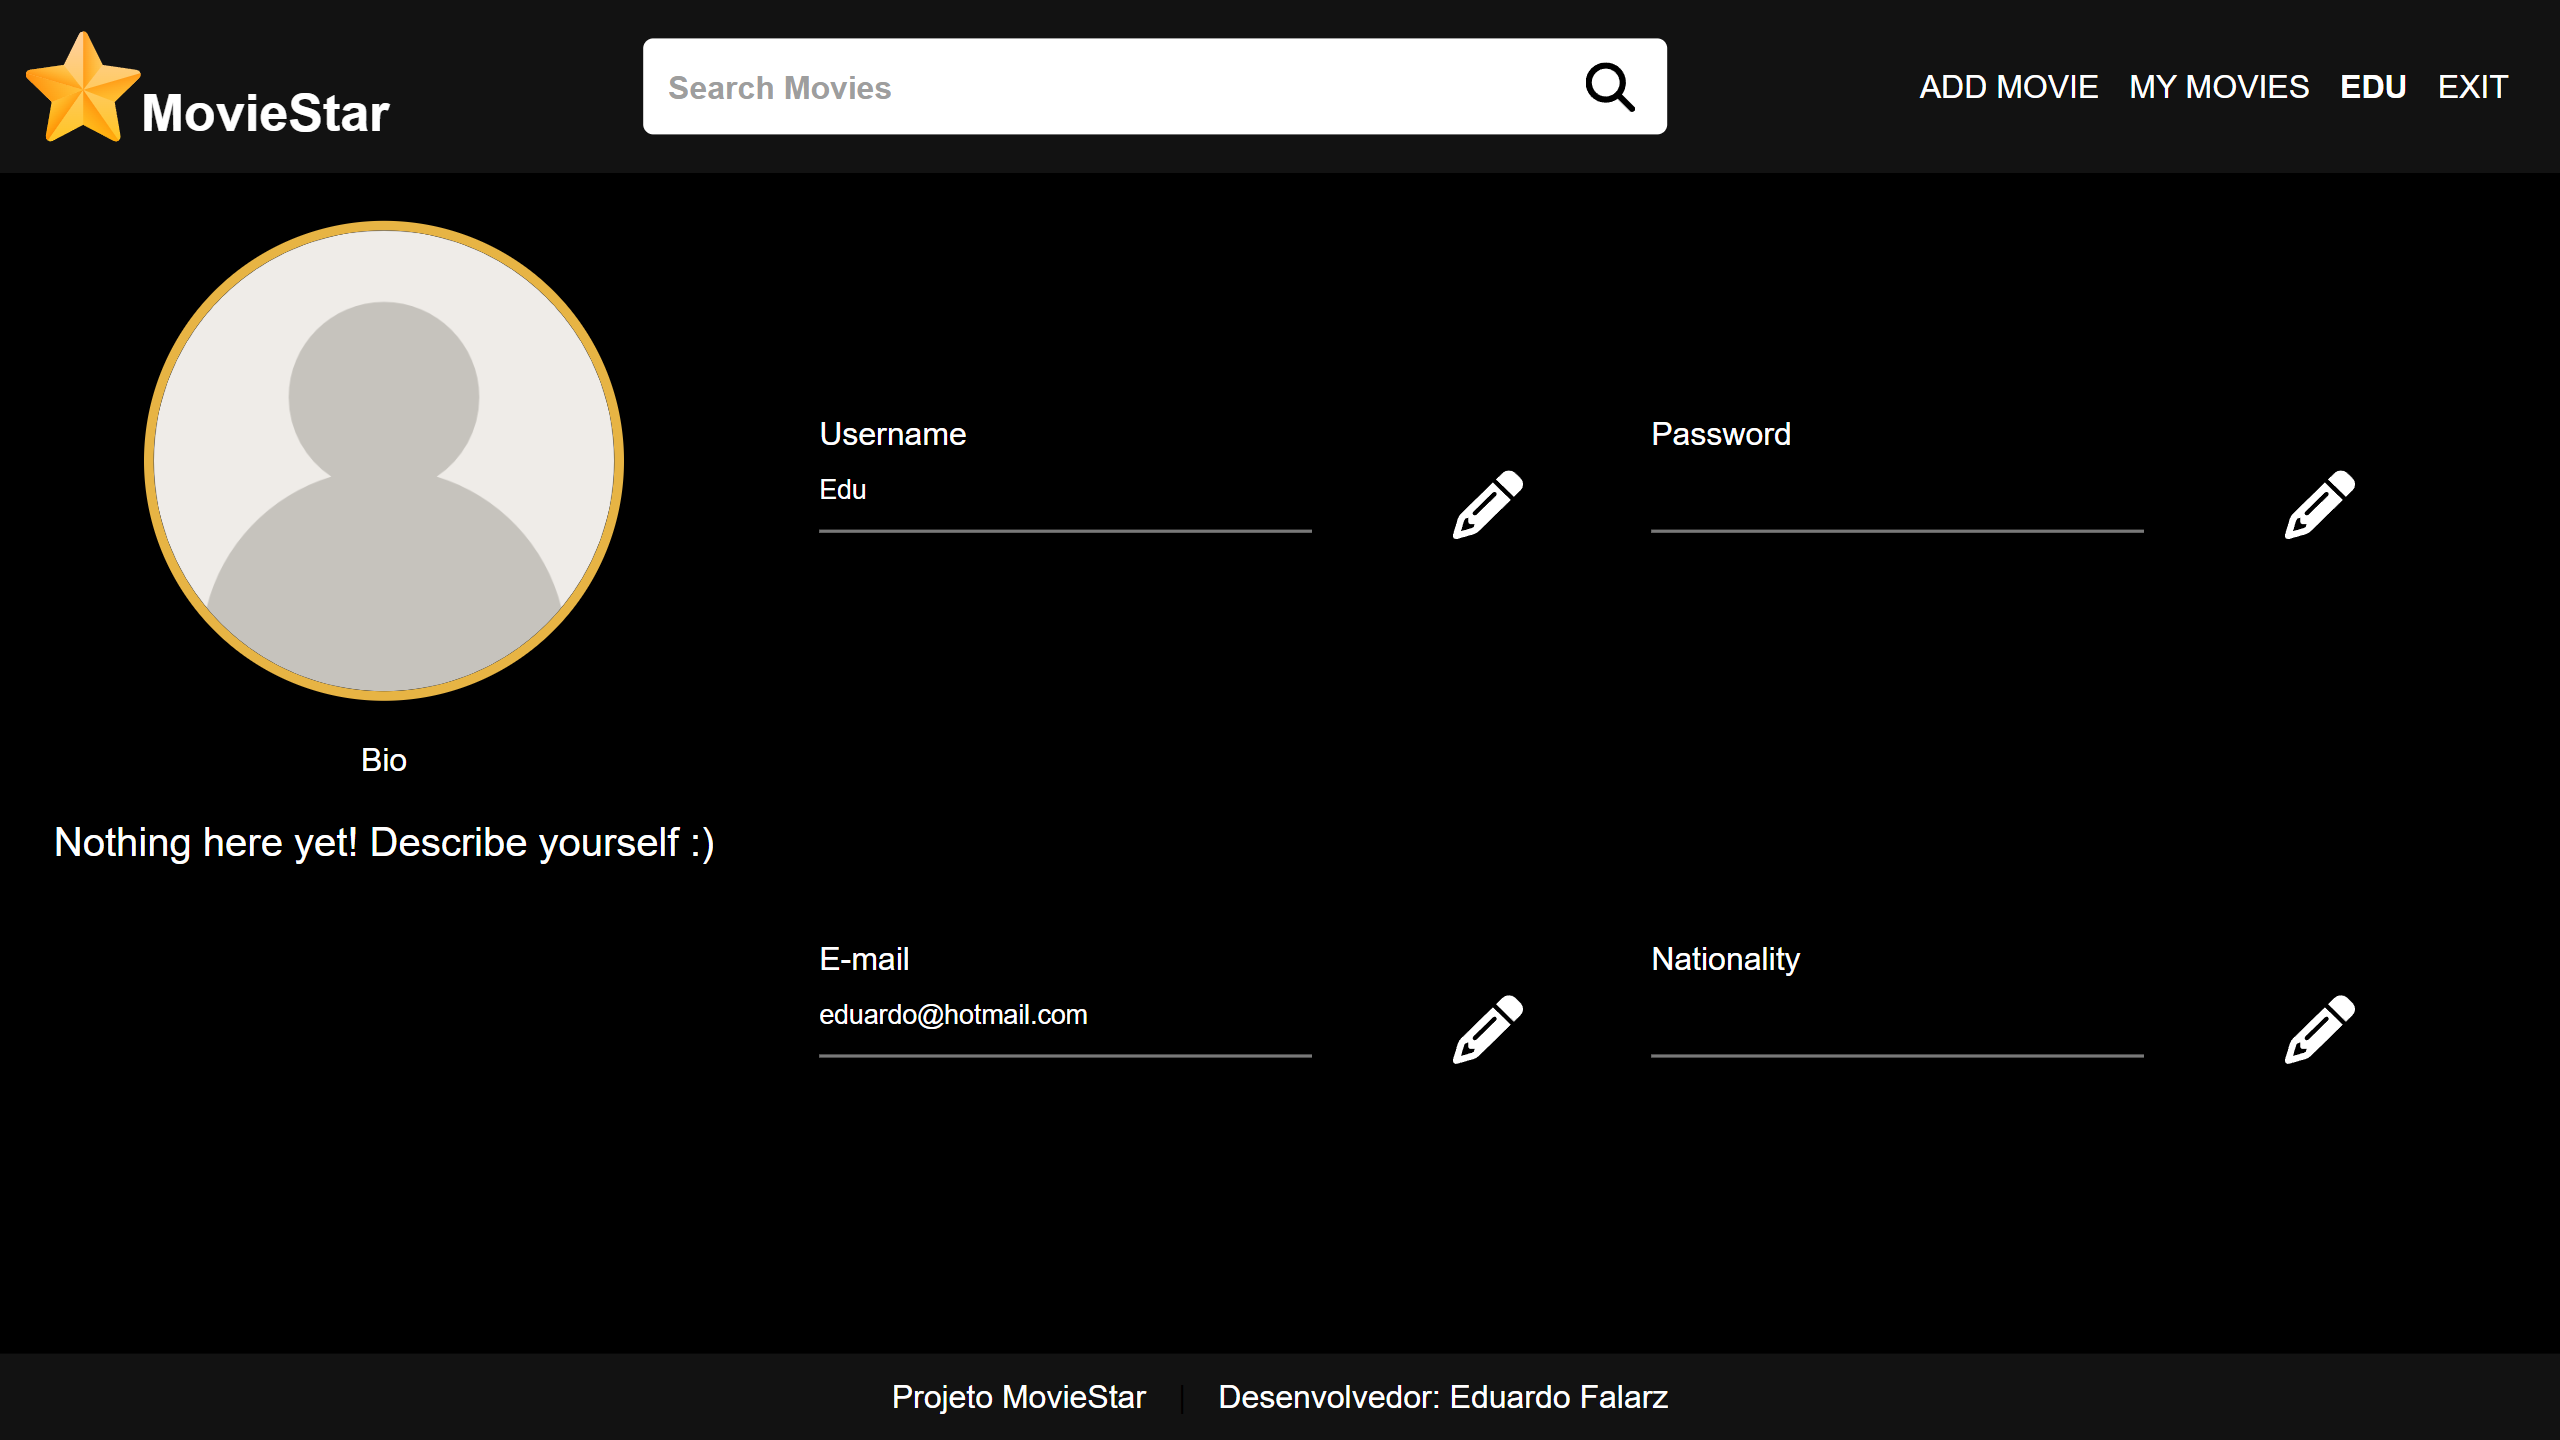 MovieStar
Search Movies
ADD MOVIE MY MOVIES EDU EXIT
Username
Edu
Password
Bio
Nothing here yet! Describe yourself :)
E-mail
eduardo@hotmail.com
Nationality
Projeto MovieStar | Desenvolvedor: Eduardo Falarz